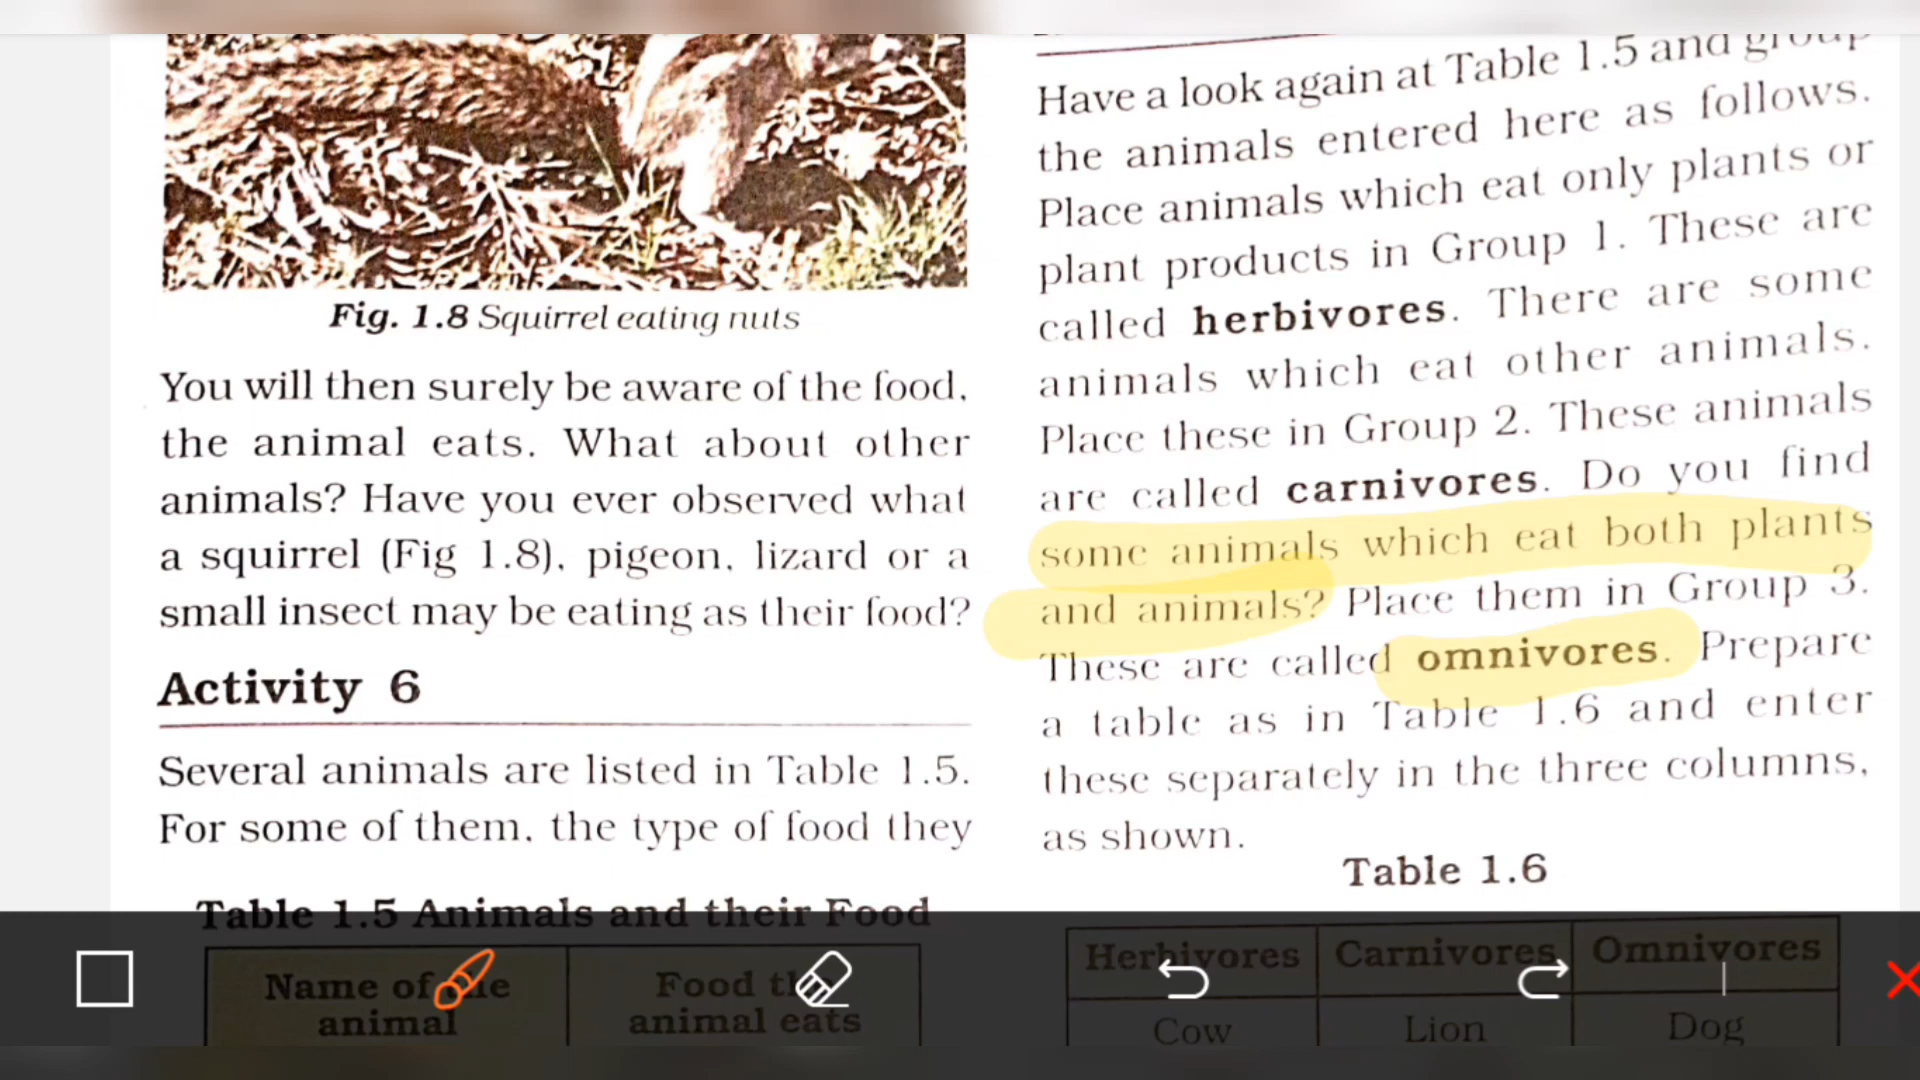 Fig. 1.8 Squirrel eating nuts
You will then surely be aware of the food,
the animal eats. What about other
animals? Have you ever observed what
a squirrel (Fig 1.8), pigeon, lizard or a
small insect may be eating as their food?
Activity 6
Several animals are listed in Table 1.5.
For some of them, the type of food they
Table 1.5 Animals and their Food
Name of the
animal
Food
animal eats
Have a look again at Table 1.5 and group
the animals entered here as follows.
Place animals which eat only plants or
plant products in Group 1. These are
called herbivores. There are some
animals which eat other animals.
Place these in Group 2. These animals
are called carnivores. Do you find
some animals which eat both plants
and animals? Place them in Group 3.
These are called omnivores. Prepare
a table as in Table 1.6 and enter
these separately in the three columns,
as shown.
Table 1.6
Herbivores Carnivores Omnivores
Cow Lion Dog